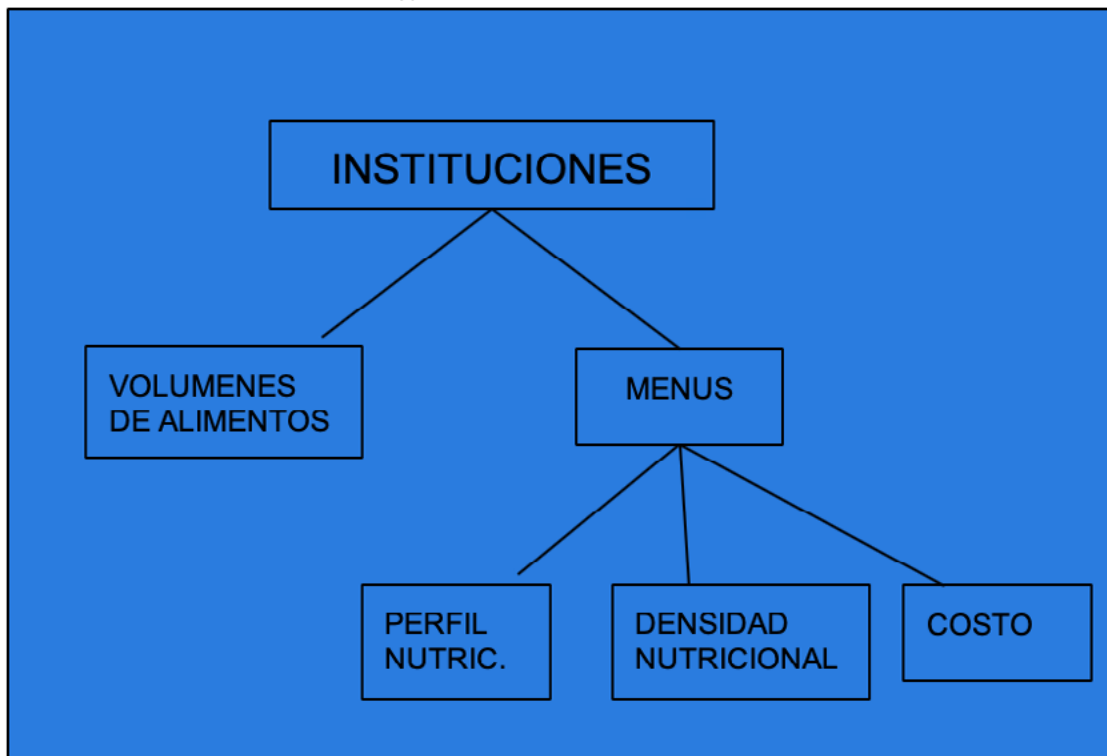 INSTITUCIONES
VOLUMENES
DE ALIMENTOS
MENUS
PERFIL
NUTRIC.
DENSIDAD
NUTRICIONAL
COSTO